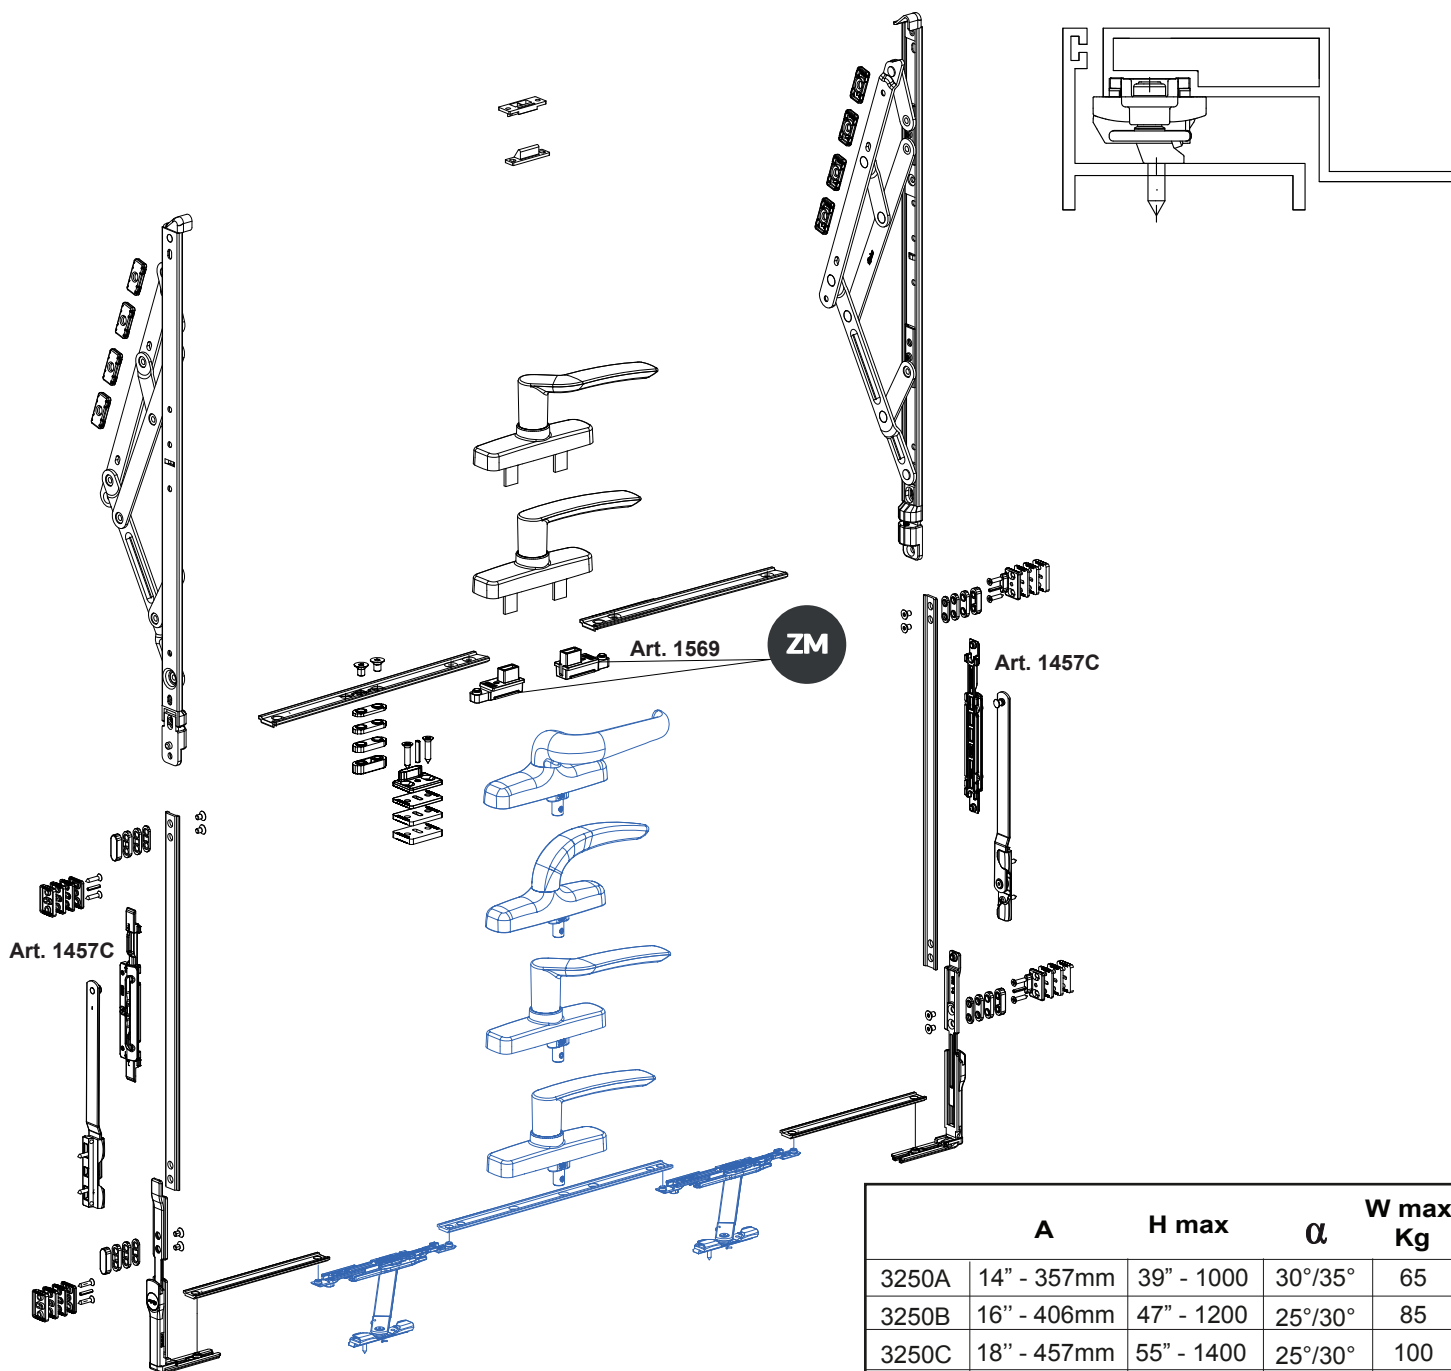 Art. 1569
ZM
Art. 1457C
Art. 1457C
A H max α W max Kg
3250A 14” - 357mm 39” - 1000 30°/35° 65
3250B 16’’ - 406mm 47” - 1200 25°/30° 85
3250C 18” - 457mm 55” - 1400 25°/30° 100